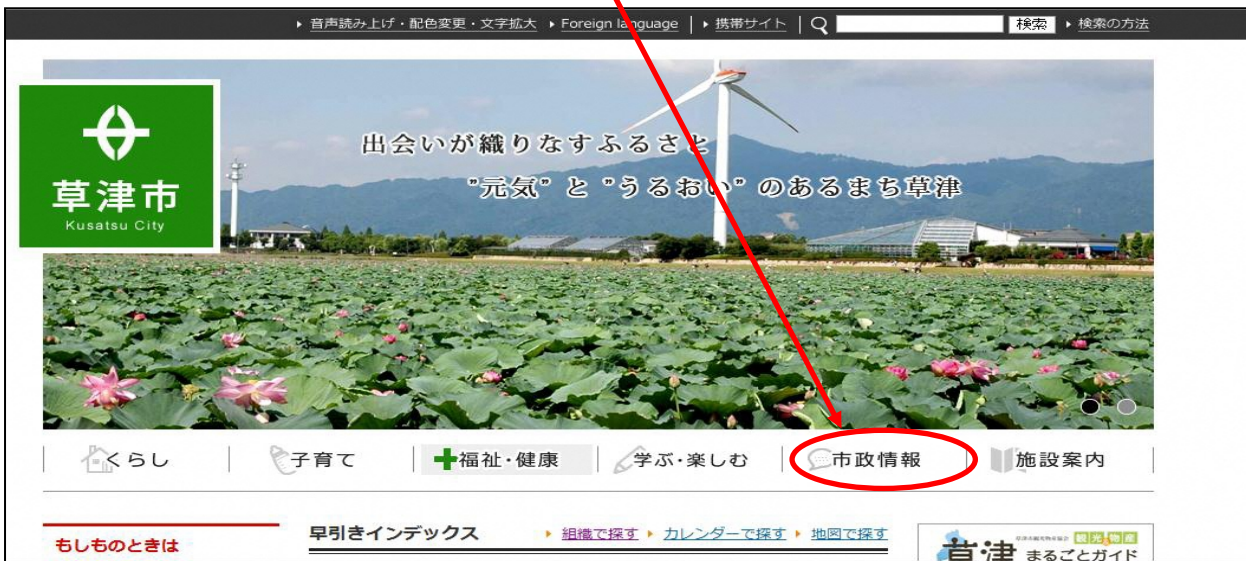 音声読み上げ・配色変更・文字拡大 Foreign language | 携帯サイト | 検索 検索の方法
草津市
Kusatsu City
出会いが織りなすふるさと
"元気" と "うるおい" のあるまち草津
くらし 子育て 福祉・健康 学ぶ・楽しむ 市政情報 施設案内
もしものときは
早引きインデックス 組織で探す カレンダーで探す 地図で探す
観光物産
草津 まるごとガイド